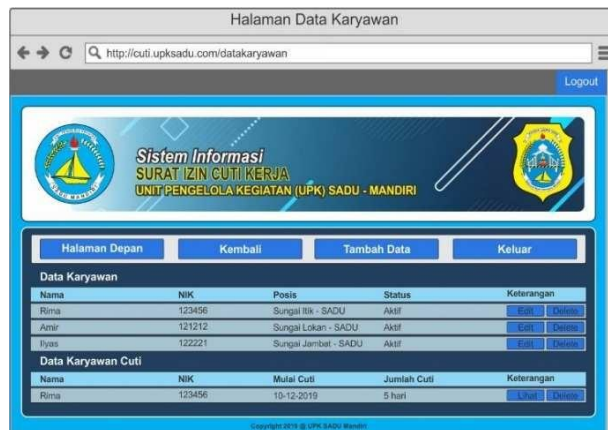 Halaman Data Karyawan
http://cuti.upksadu.com/datakaryawan
Logout
Sistem Informasi
SURAT IZIN CUTI KERJA
UNIT PENGELOLA KEGIATAN (UPK) SADU - MANDIRI
SADU MANDIRI
Halaman Depan Kembali Tambah Data Keluar
Data Karyawan
Nama NIK Posis Status Keterangan
Rima 123456 Sungai Itik - SADU Aktif Edit Delete
Amir 121212 Sungai Lokan - SADU Aktif Edit Delete
Ilyas 122221 Sungai Jambat - SADU Aktif Edit Delete
Data Karyawan Cuti
Nama NIK Mulai Cuti Jumlah Cuti Keterangan
Rima 123456 10-12-2019 5 hari Lihat Delete
Copyright 2019 @ UPK SADU Mandiri